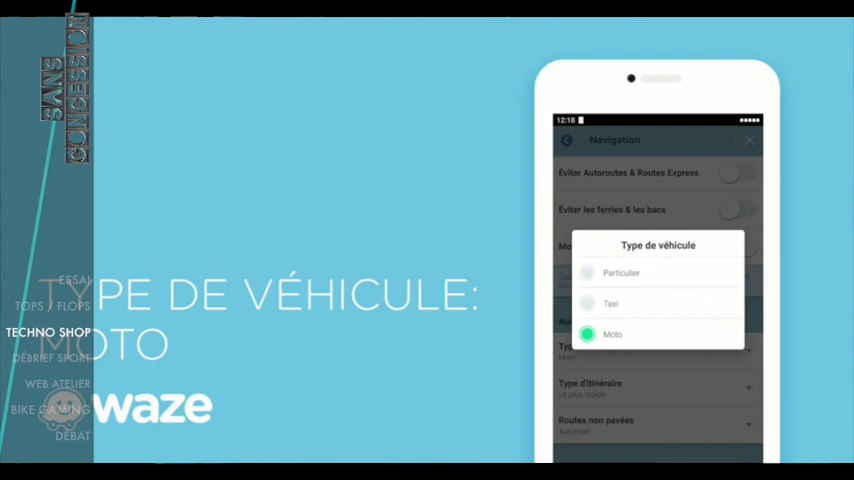 SANS
CONCESSION
ESSAI
TOPS / FLOPS
TECHNO SHOP
DÉBRIEF SPORT
WEB ATELIER
BIKE GAMING
DÉBAT
TYPE DE VÉHICULE:
MOTO
waze
12:18
Navigation
Éviter Autoroutes & Routes Express
Éviter les ferries & les bacs
Type de véhicule
Particulier
Taxi
Moto
Moto
Type d'itinéraire
Le plus rapide
Routes non pavées
Autoriser